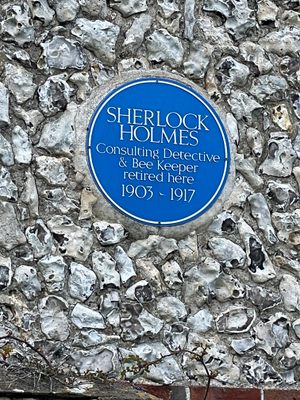 SHERLOCK
HOLMES
Consulting Detective
& Bee Keeper
retired here
1903 - 1917